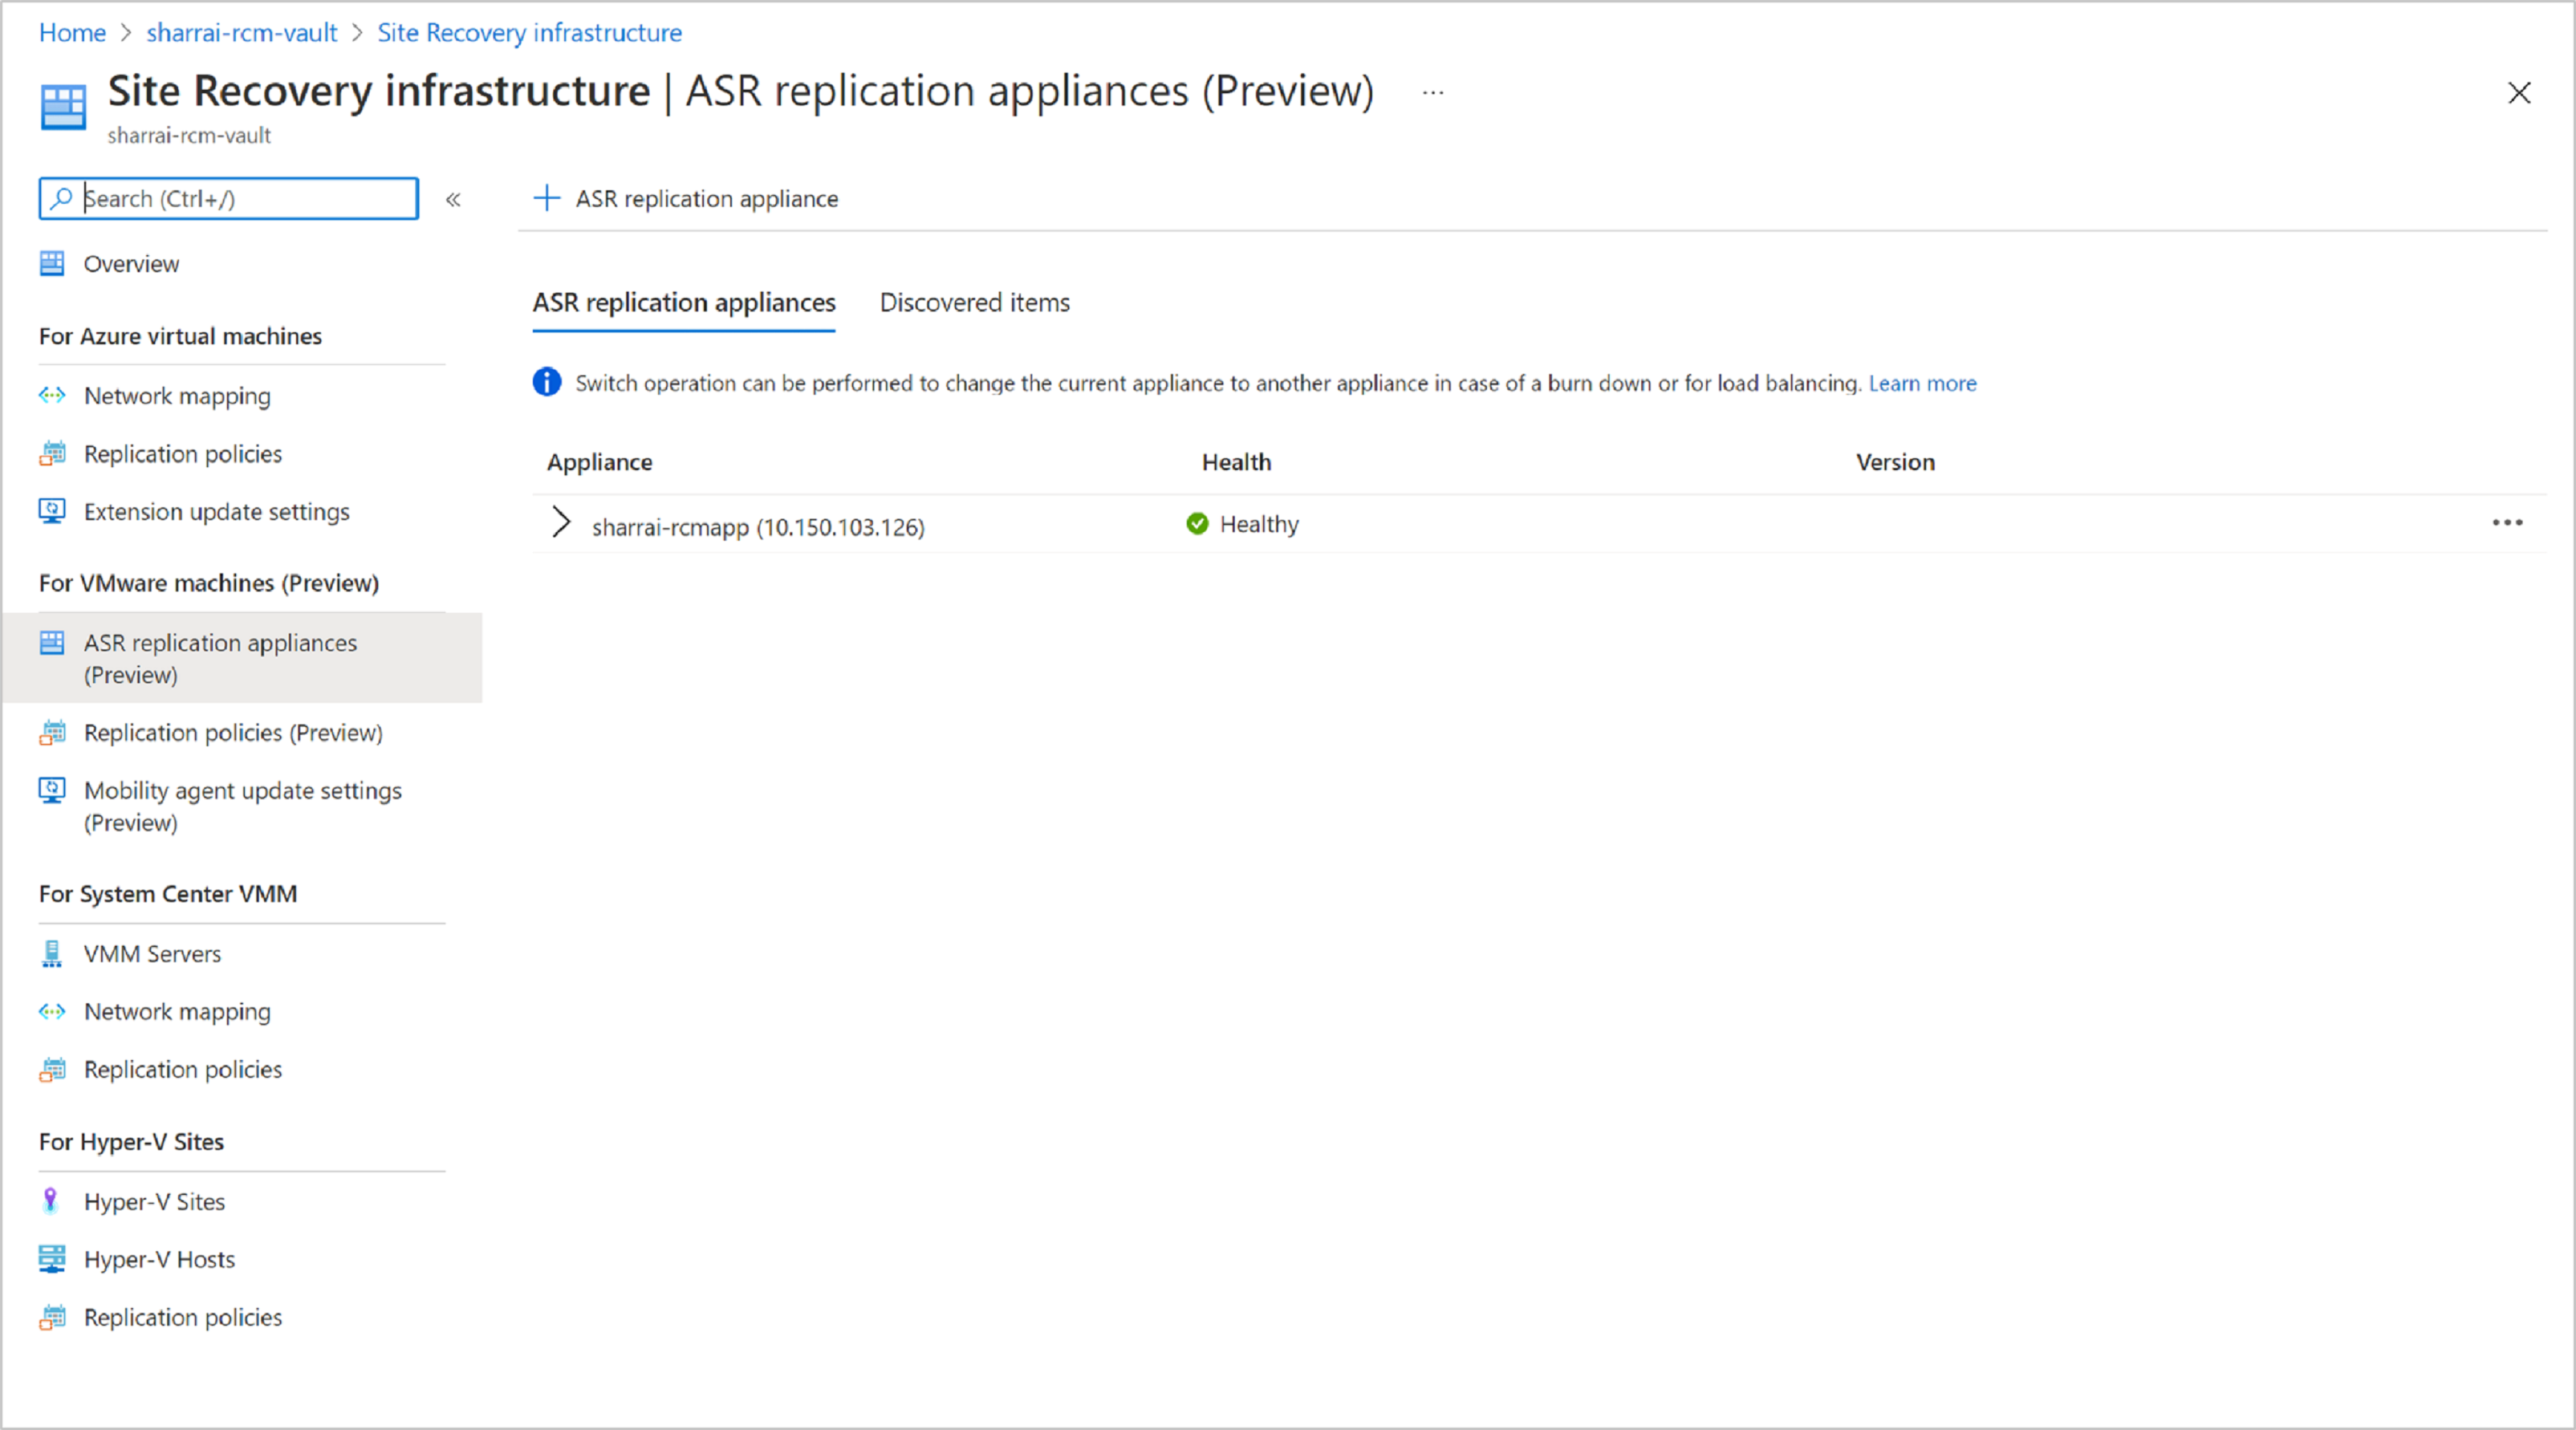 Home > sharrai-rcm-vault > Site Recovery infrastructure
Site Recovery infrastructure | ASR replication appliances (Preview) ...
sharrai-rcm-vault
Search (Ctrl+/)
«
+ ASR replication appliance
Overview
For Azure virtual machines
Network mapping
Replication policies
Extension update settings
For VMware machines (Preview)
ASR replication appliances
(Preview)
Replication policies (Preview)
Mobility agent update settings
(Preview)
For System Center VMM
VMM Servers
Network mapping
Replication policies
For Hyper-V Sites
Hyper-V Sites
Hyper-V Hosts
Replication policies
ASR replication appliances Discovered items
Switch operation can be performed to change the current appliance to another appliance in case of a burn down or for load balancing. Learn more
Appliance Health Version
sharrai-rcmapp (10.150.103.126) Healthy